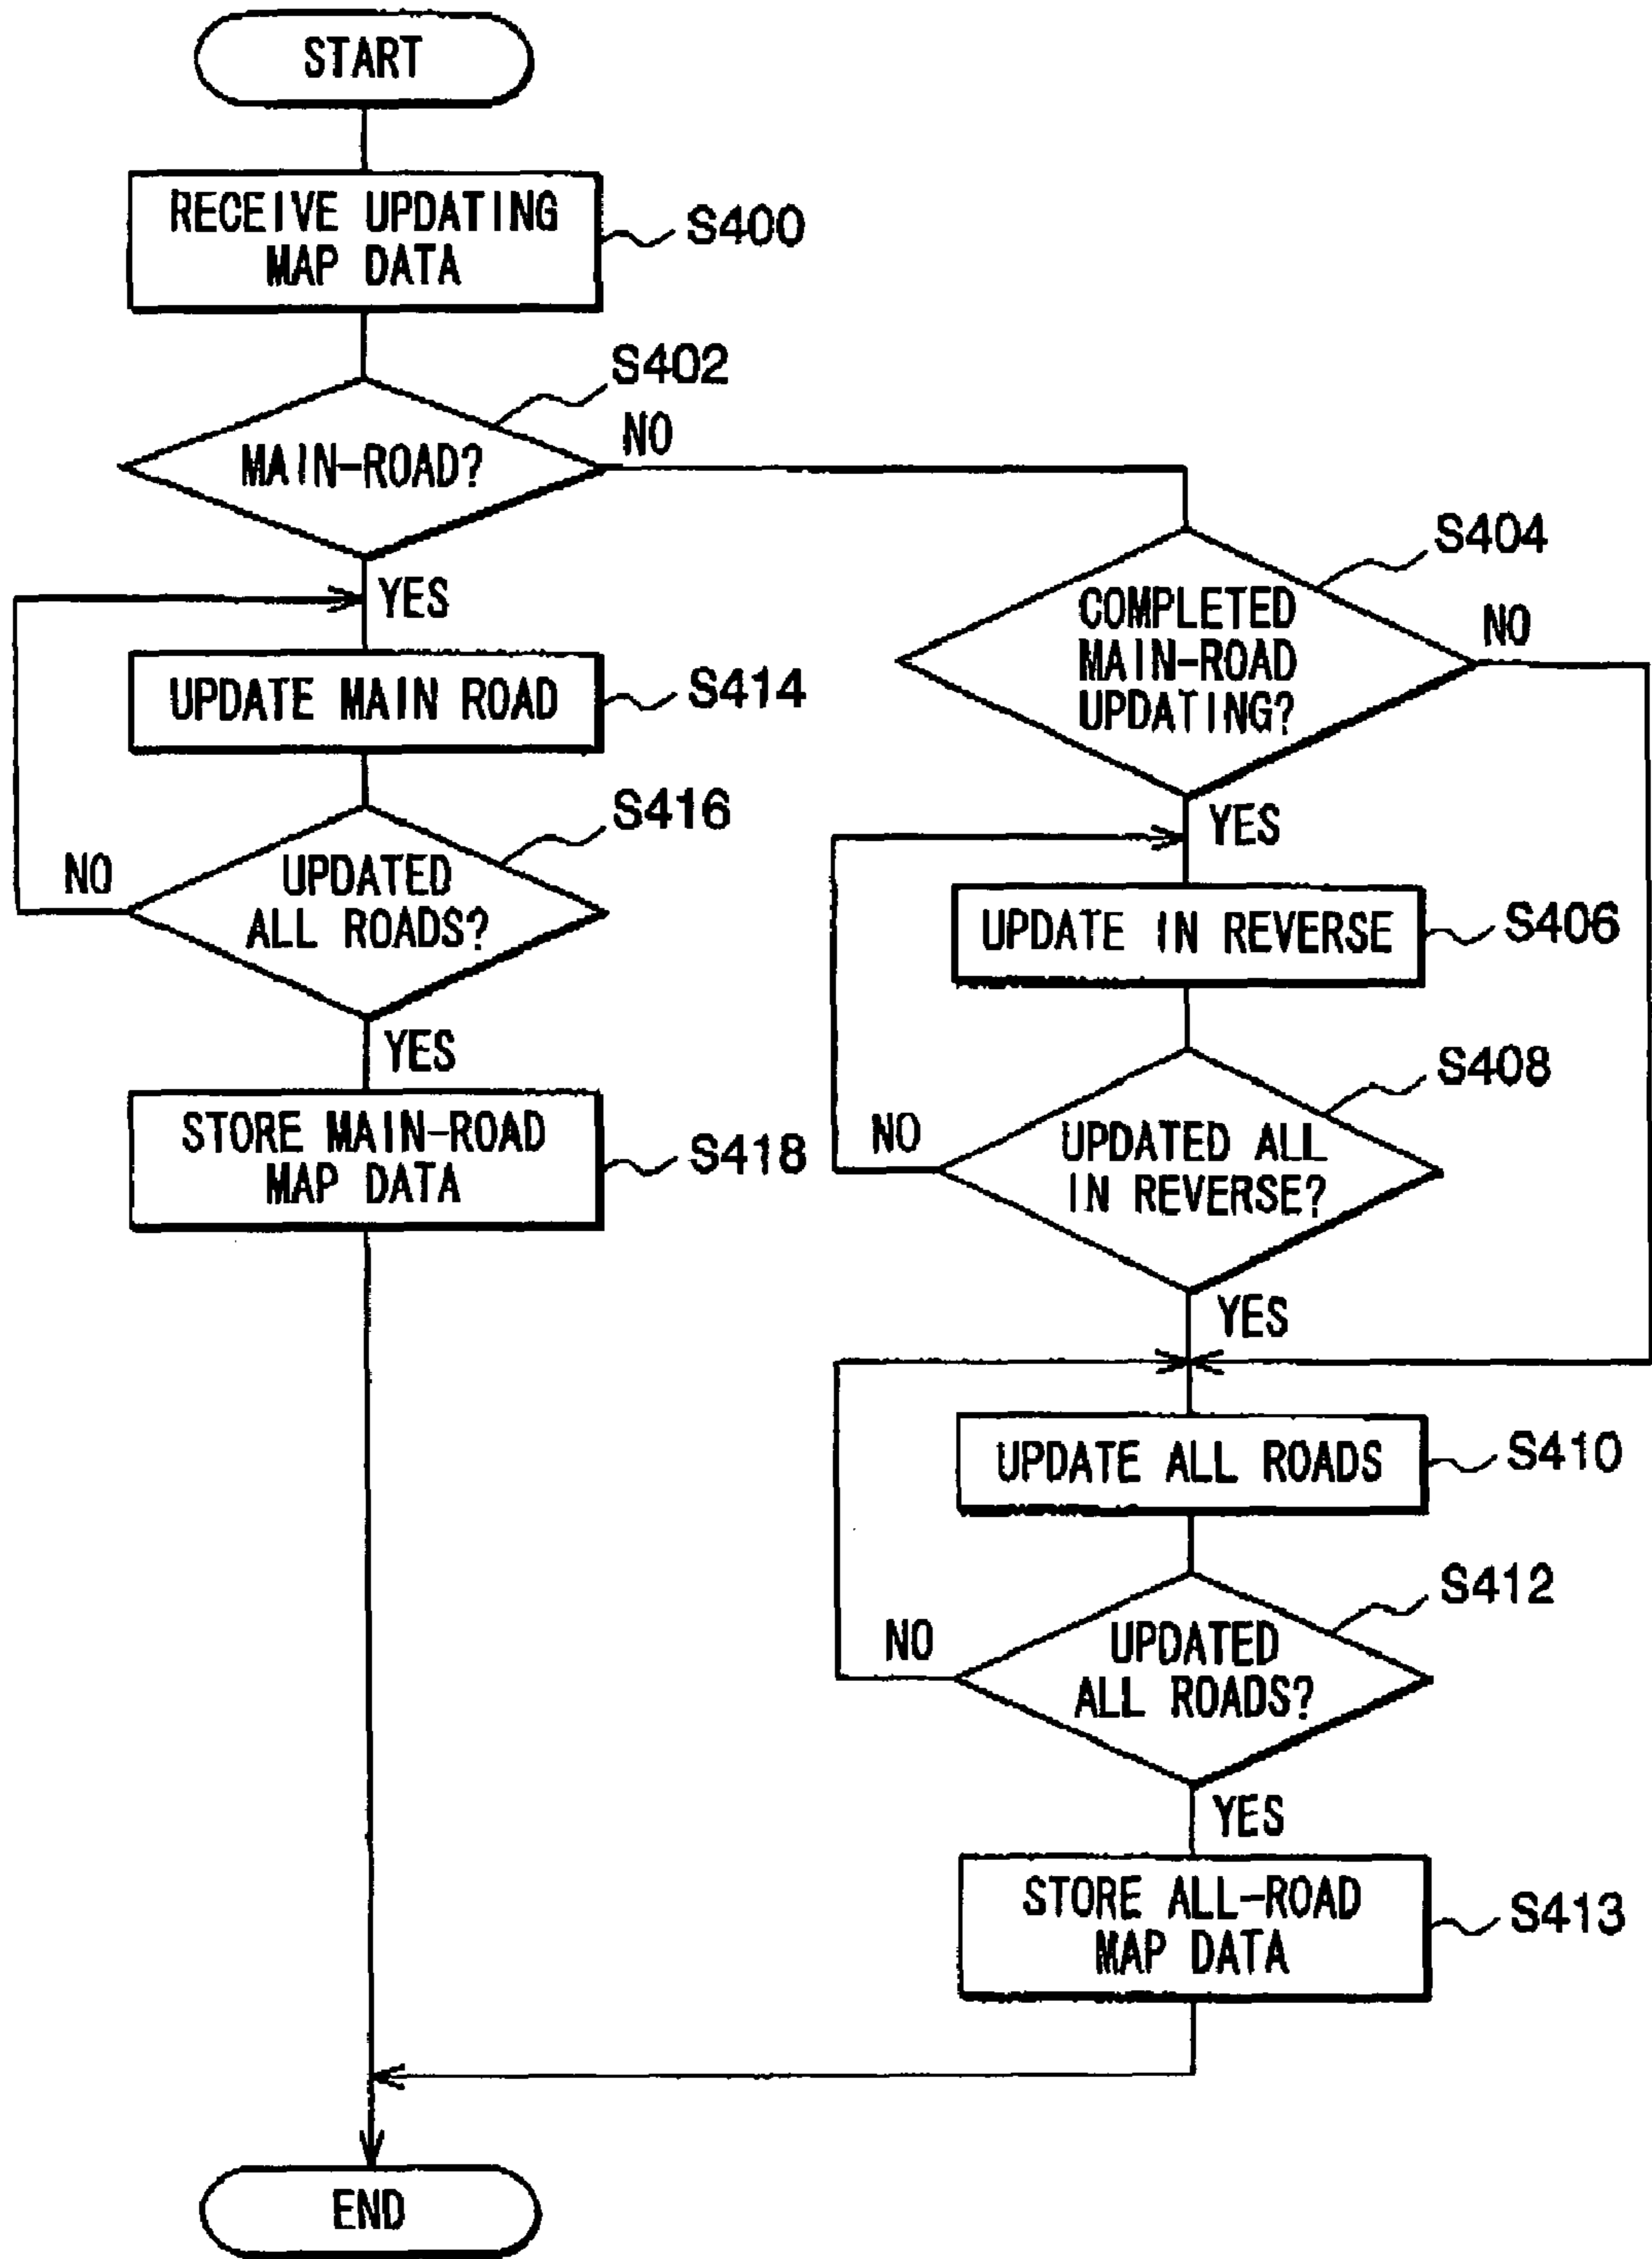 START
RECEIVE UPDATING
MAP DATA
S400
S402
MAIN-ROAD?
NO
YES
UPDATE MAIN ROAD
S414
S416
UPDATED
ALL ROADS?
NO
YES
STORE MAIN-ROAD
MAP DATA
S418
S404
COMPLETED
MAIN-ROAD
UPDATING?
NO
YES
UPDATE IN REVERSE
S406
S408
UPDATED ALL
IN REVERSE?
NO
YES
UPDATE ALL ROADS
S410
S412
UPDATED
ALL ROADS?
NO
YES
STORE ALL-ROAD
MAP DATA
S413
END